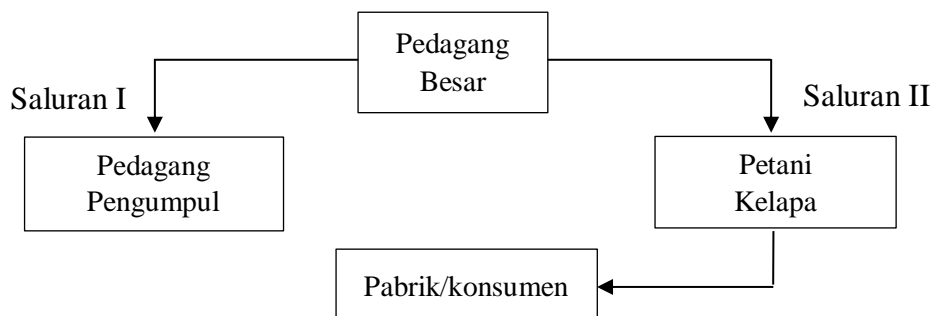 Pedagang
Besar
Saluran I
Saluran II
Pedagang
Pengumpul
Petani
Kelapa
Pabrik/konsumen